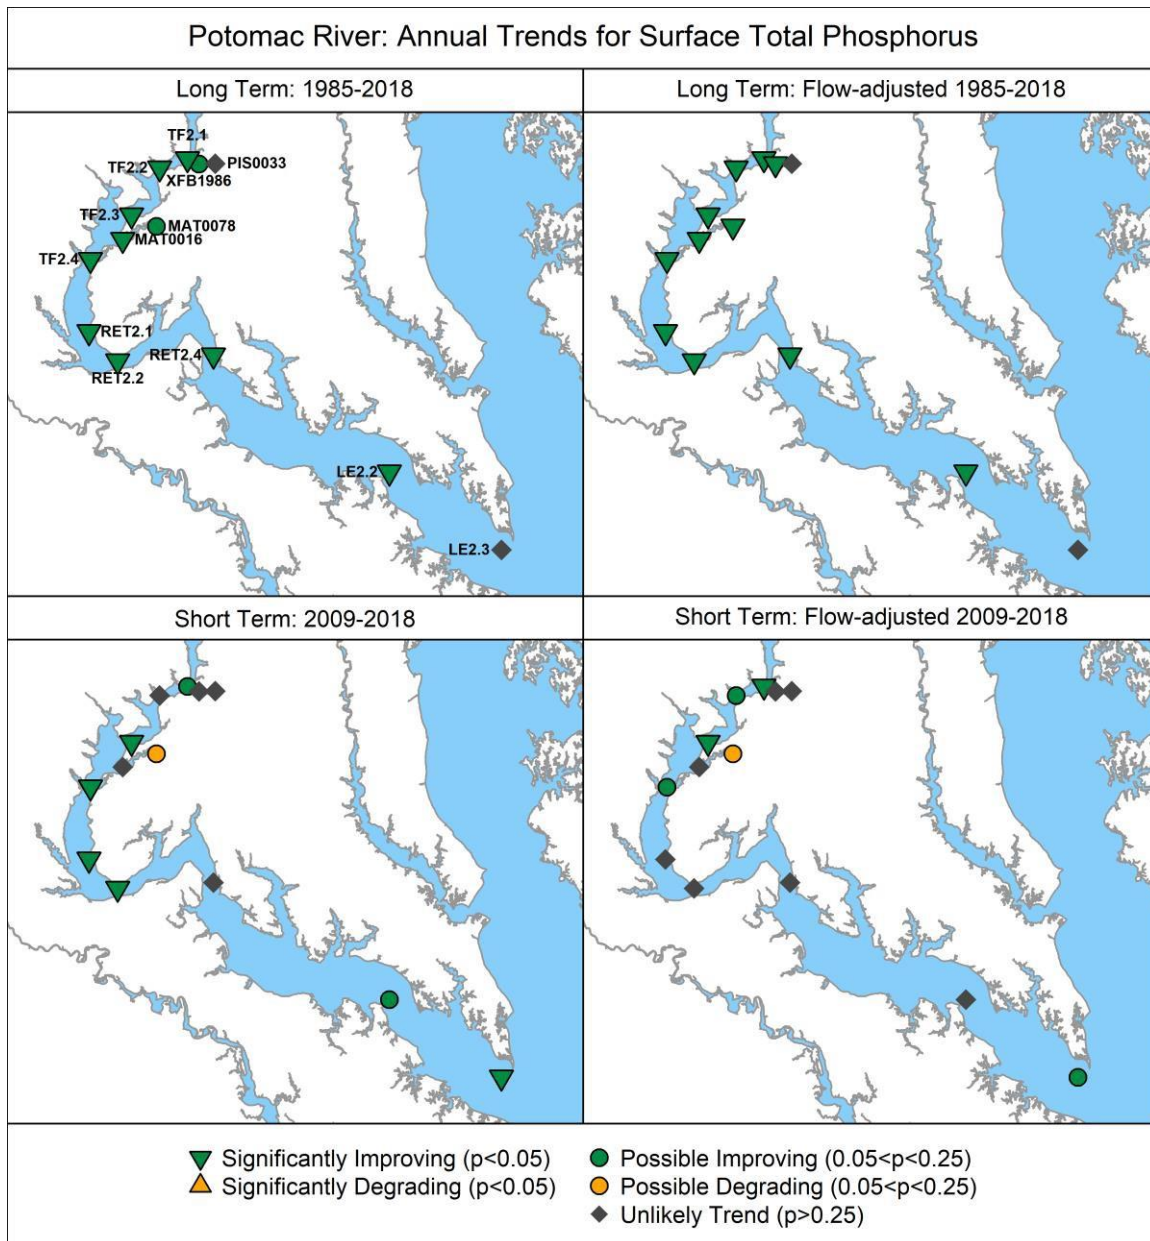 Potomac River: Annual Trends for Surface Total Phosphorus
Long Term: 1985-2018
Long Term: Flow-adjusted 1985-2018
TF2.1
TF2.2
PIS0033
XFB1986
TF2.3
MAT0078
MAT0016
TF2.4
RET2.1
RET2.4
RET2.2
LE2.2
LE2.3
Short Term: 2009-2018
Short Term: Flow-adjusted 2009-2018
Significantly Improving (p<0.05)
Possible Improving (0.05<p<0.25)
Significantly Degrading (p<0.05)
Possible Degrading (0.05<p<0.25)
Unlikely Trend (p>0.25)